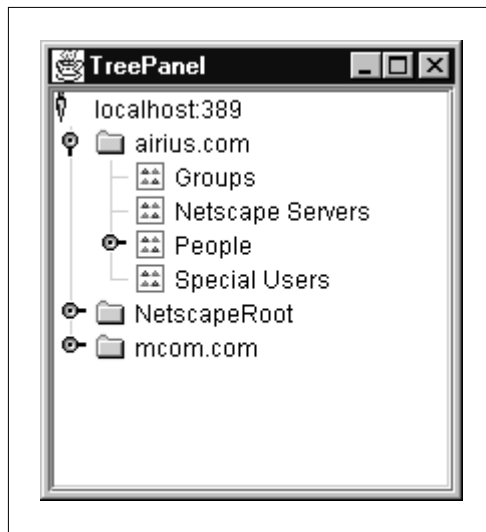 TreePanel
localhost:389
airius.com
Groups
Netscape Servers
People
Special Users
NetscapeRoot
mcom.com